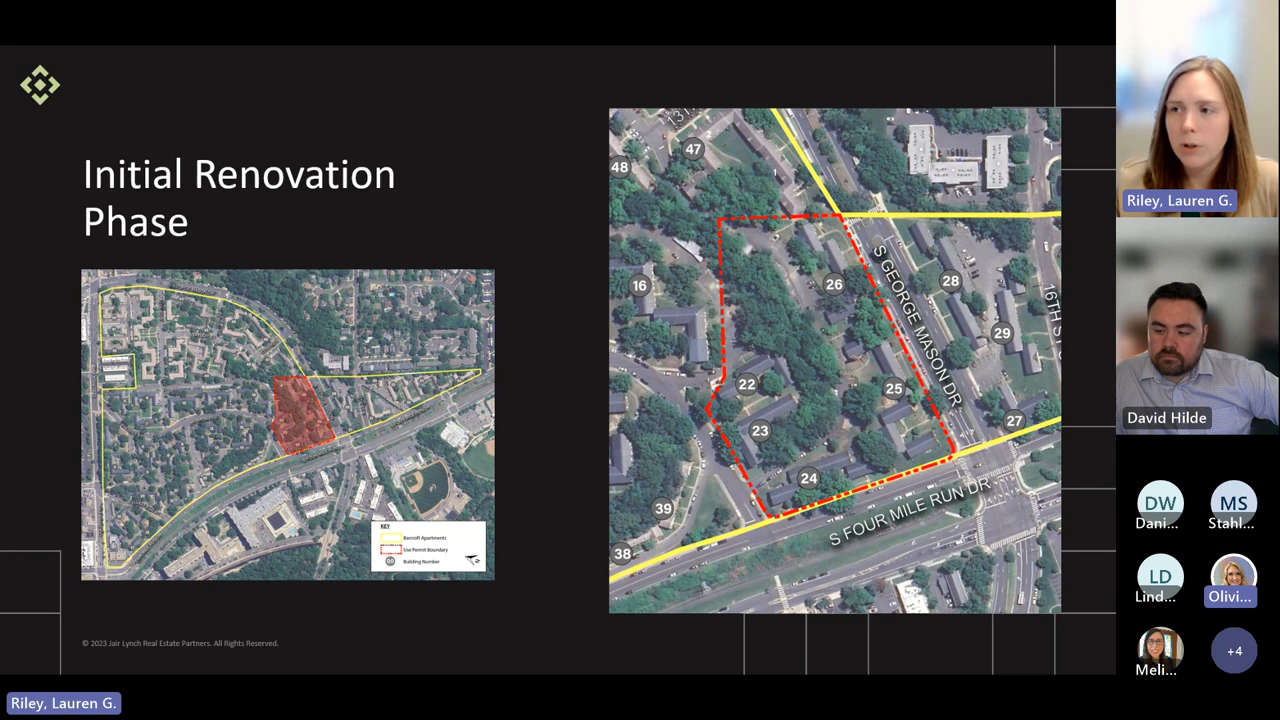 Initial Renovation
Phase
KEY
Barcroft Apartments
Use Permit Boundary
Building Number
© 2023 Jair Lynch Real Estate Partners. All Rights Reserved.
47
48
16
26
28
29
22
25
23
27
24
39
38
S GEORGE MASON DR
16TH ST
S FOUR MILE RUN DR
Riley, Lauren G.
David Hilde
DW
Dani...
MS
Stahl...
LD
Lind...
Olivi...
Meli...
+4
Riley, Lauren G.